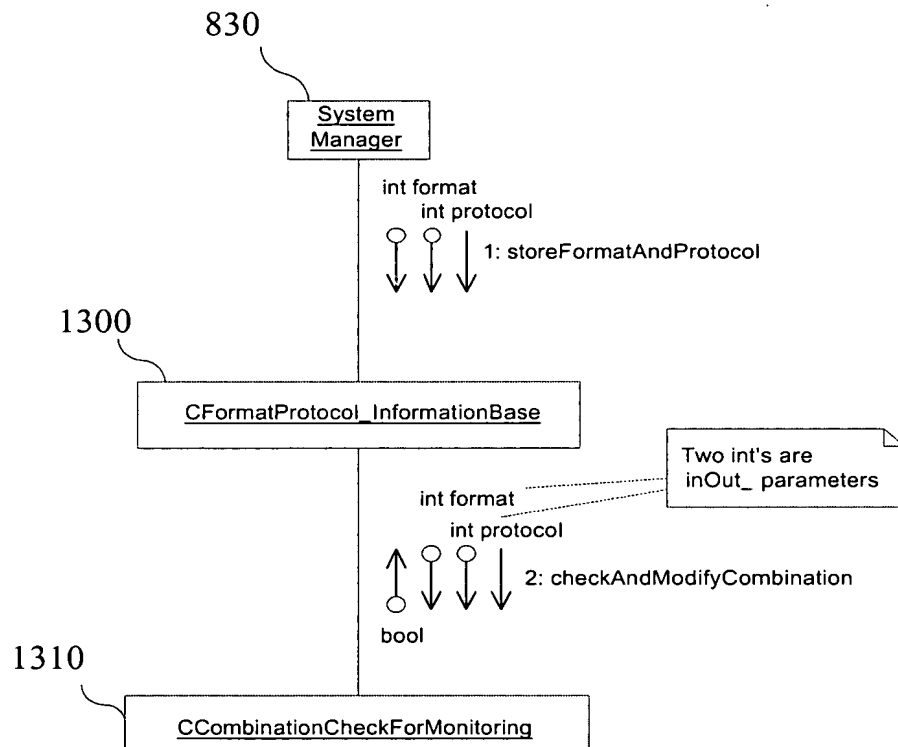 830
System
Manager
int format
int protocol
1: storeFormatAndProtocol
1300
CFormatProtocol_InformationBase
Two int's are
inOut_ parameters
int format
int protocol
2: checkAndModifyCombination
bool
1310
CCombinationCheckForMonitoring